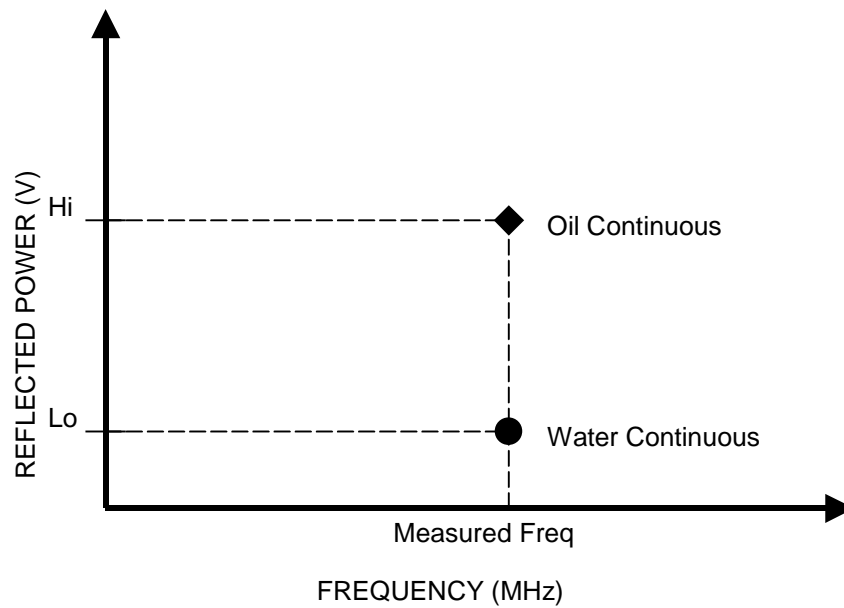 REFLECTED POWER (V)
Hi
Oil Continuous
Lo
Water Continuous
Measured Freq
FREQUENCY (MHz)